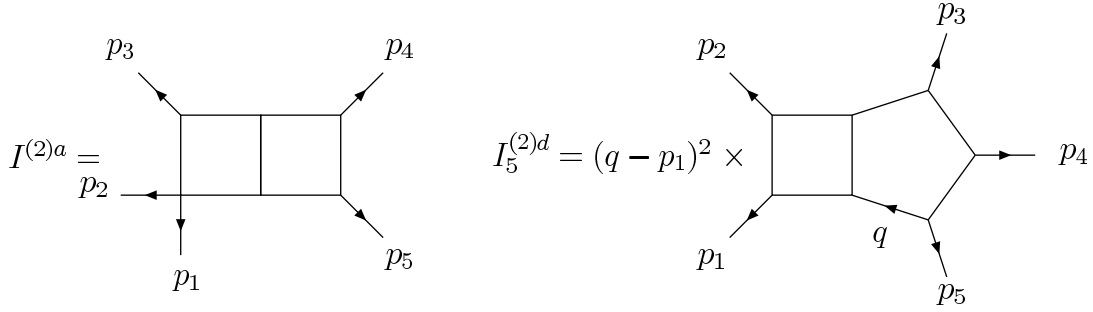 p₃ p₄
I⁽²⁾ᵃ =
p₂
p₁ p₅
p₃
p₂
I₅⁽²⁾ᵈ = (q − p₁)² × p₄
q
p₁
p₅